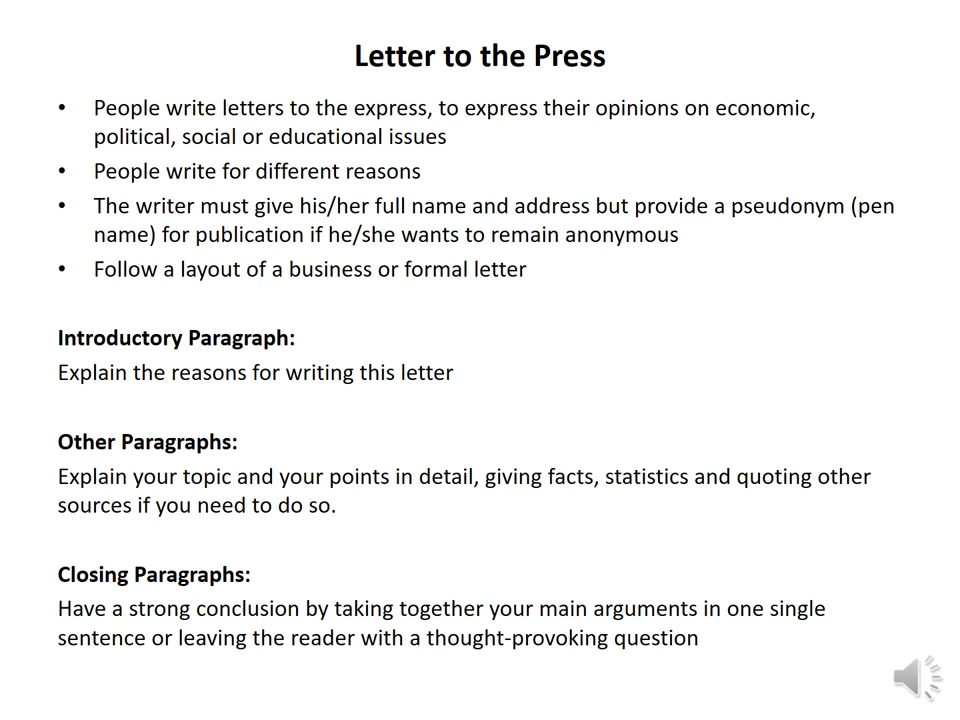 Letter to the Press
• People write letters to the express, to express their opinions on economic,
political, social or educational issues
• People write for different reasons
• The writer must give his/her full name and address but provide a pseudonym (pen
name) for publication if he/she wants to remain anonymous
• Follow a layout of a business or formal letter
Introductory Paragraph:
Explain the reasons for writing this letter
Other Paragraphs:
Explain your topic and your points in detail, giving facts, statistics and quoting other
sources if you need to do so.
Closing Paragraphs:
Have a strong conclusion by taking together your main arguments in one single
sentence or leaving the reader with a thought-provoking question